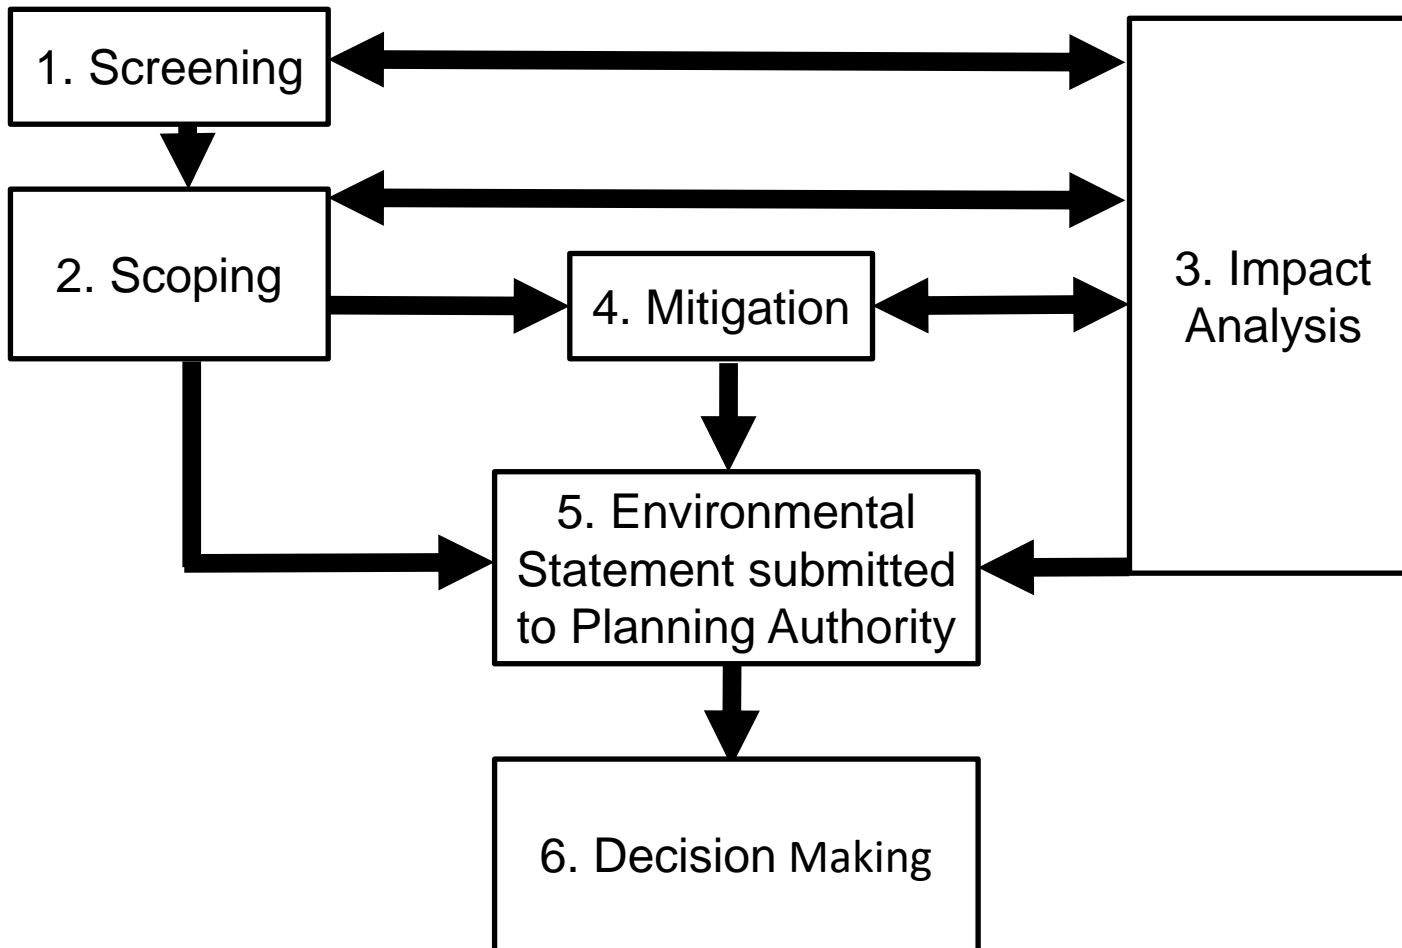 1. Screening
2. Scoping
3. Impact
Analysis
4. Mitigation
5. Environmental
Statement submitted
to Planning Authority
6. Decision Making